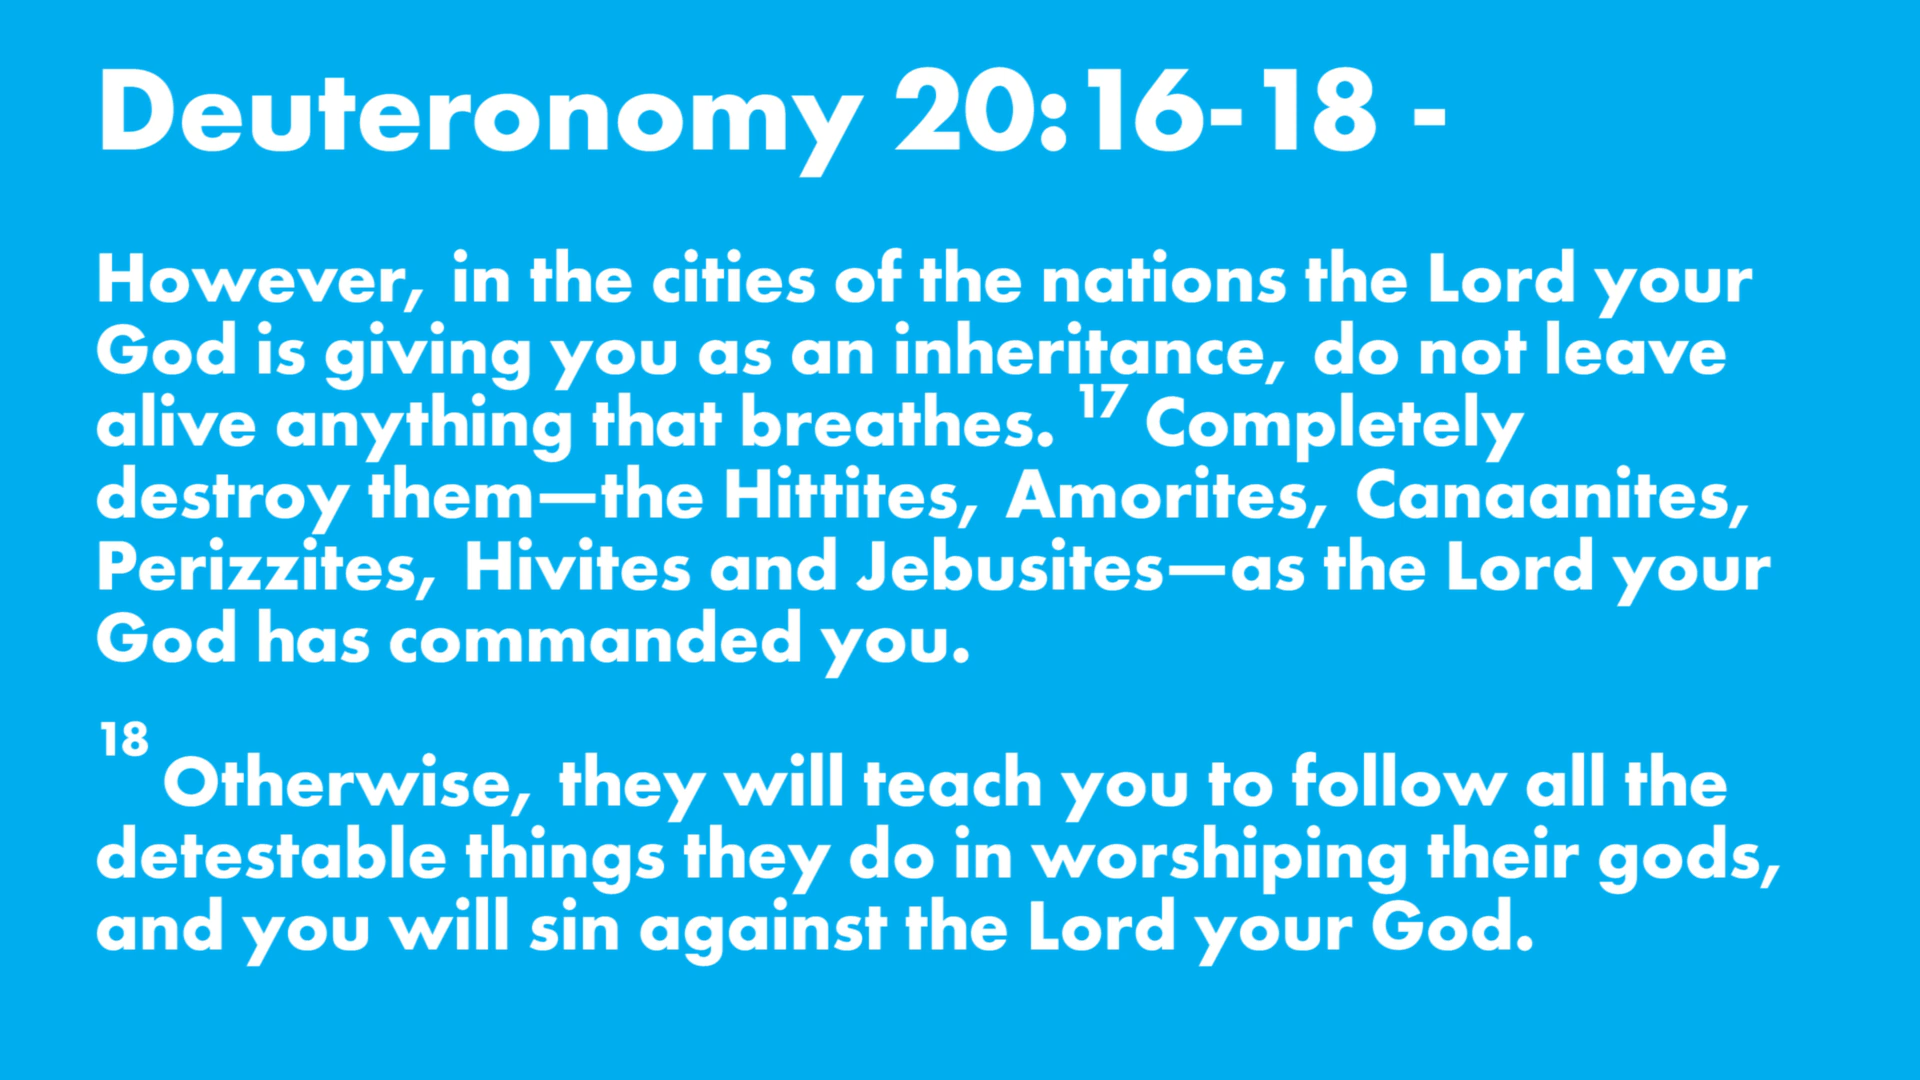 Deuteronomy 20:16-18 -
However, in the cities of the nations the Lord your
God is giving you as an inheritance, do not leave
alive anything that breathes. 17 Completely
destroy them—the Hittites, Amorites, Canaanites,
Perizzites, Hivites and Jebusites—as the Lord your
God has commanded you.
18 Otherwise, they will teach you to follow all the
detestable things they do in worshiping their gods,
and you will sin against the Lord your God.